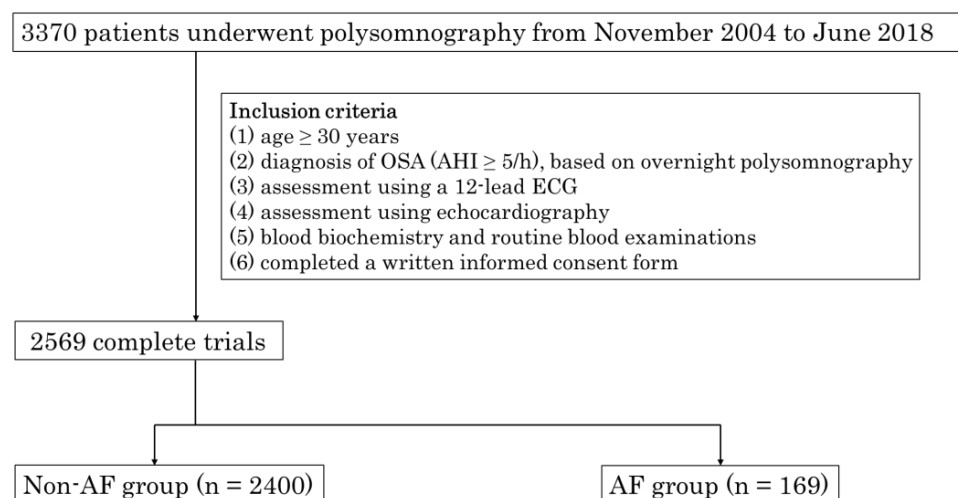 3370 patients underwent polysomnography from November 2004 to June 2018
Inclusion criteria
(1) age ≥ 30 years
(2) diagnosis of OSA (AHI ≥ 5/h), based on overnight polysomnography
(3) assessment using a 12-lead ECG
(4) assessment using echocardiography
(5) blood biochemistry and routine blood examinations
(6) completed a written informed consent form
2569 complete trials
Non-AF group (n = 2400)
AF group (n = 169)